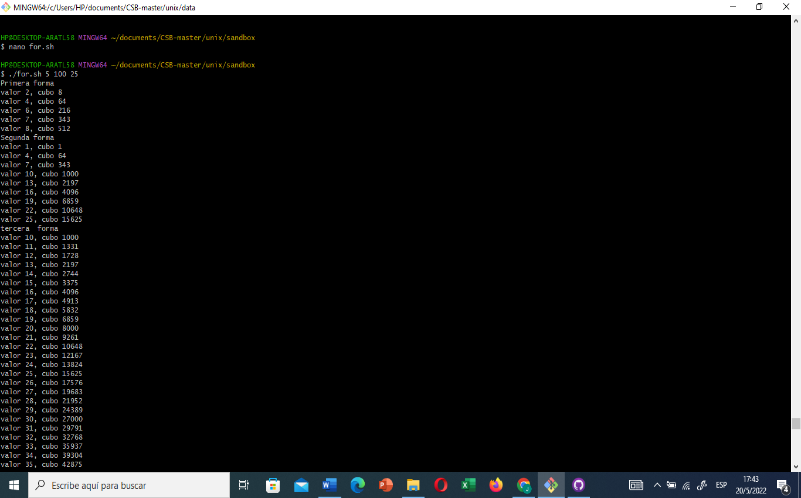 MINGW64:/c/Users/HP/documents/CSB-master/unix/data
HP@DESKTOP-ARATL58 MINGW64 ~/documents/CSB-master/unix/sandbox
$ nano for.sh
HP@DESKTOP-ARATL58 MINGW64 ~/documents/CSB-master/unix/sandbox
$ ./for.sh 5 100 25
Primera forma
valor 2, cubo 8
valor 4, cubo 64
valor 6, cubo 216
valor 7, cubo 343
valor 8, cubo 512
Segunda forma
valor 1, cubo 1
valor 4, cubo 64
valor 7, cubo 343
valor 10, cubo 1000
valor 13, cubo 2197
valor 16, cubo 4096
valor 19, cubo 6859
valor 22, cubo 10648
valor 25, cubo 15625
tercera  forma
valor 10, cubo 1000
valor 11, cubo 1331
valor 12, cubo 1728
valor 13, cubo 2197
valor 14, cubo 2744
valor 15, cubo 3375
valor 16, cubo 4096
valor 17, cubo 4913
valor 18, cubo 5832
valor 19, cubo 6859
valor 20, cubo 8000
valor 21, cubo 9261
valor 22, cubo 10648
valor 23, cubo 12167
valor 24, cubo 13824
valor 25, cubo 15625
valor 26, cubo 17576
valor 27, cubo 19683
valor 28, cubo 21952
valor 29, cubo 24389
valor 30, cubo 27000
valor 31, cubo 29791
valor 32, cubo 32768
valor 33, cubo 35937
valor 34, cubo 39304
valor 35, cubo 42875
Escribe aquí para buscar
ESP
17:43
20/5/2022
4